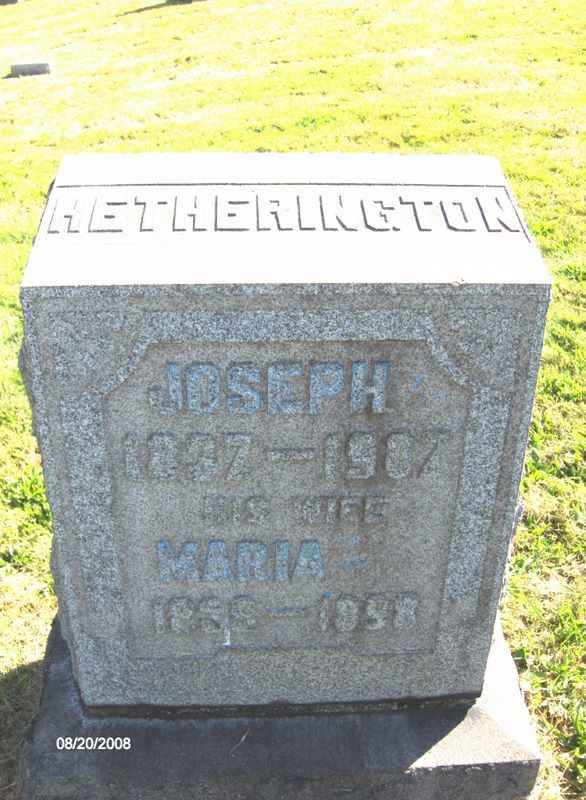 HETHERINGTON
JOSEPH
1837—1907
HIS WIFE
MARIA
08/20/2008